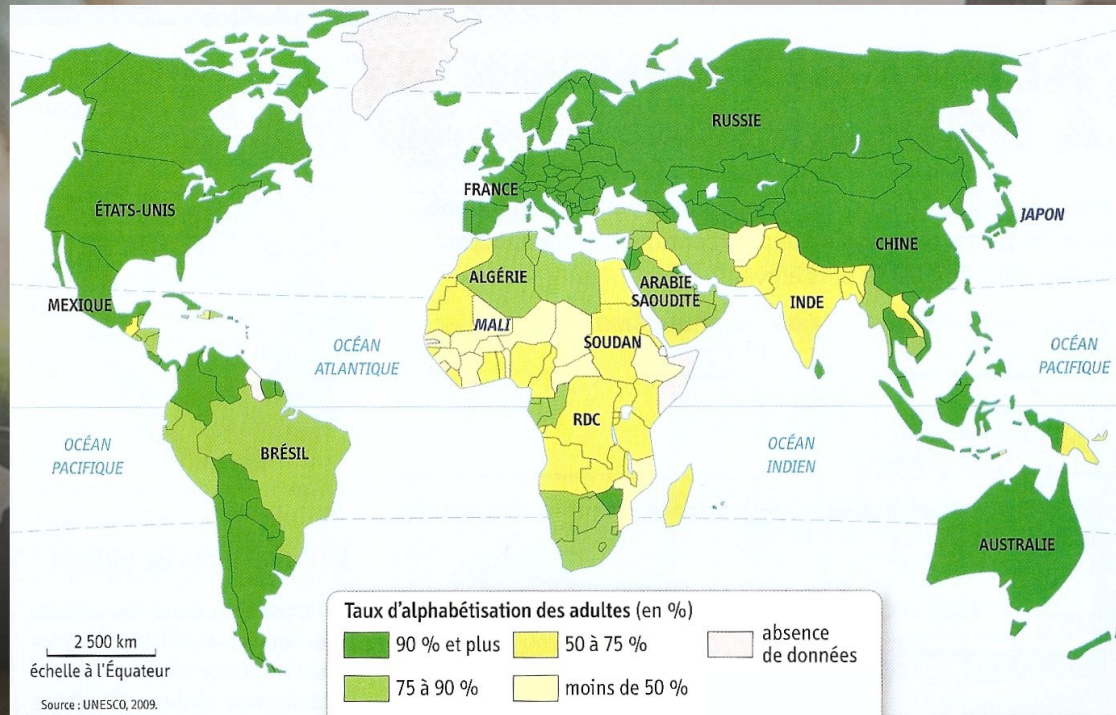 RUSSIE
FRANCE
ÉTATS-UNIS
JAPON
CHINE
ALGÉRIE
ARABIE
SAOUDITE
MEXIQUE
INDE
MALI
SOUDAN
OCÉAN
ATLANTIQUE
OCÉAN
PACIFIQUE
RDC
OCÉAN
PACIFIQUE
BRÉSIL
OCÉAN
INDIEN
AUSTRALIE
Taux d'alphabétisation des adultes (en %)
90 % et plus
50 à 75 %
absence
de données
75 à 90 %
moins de 50 %
2 500 km
échelle à l'Équateur
Source : UNESCO, 2009.